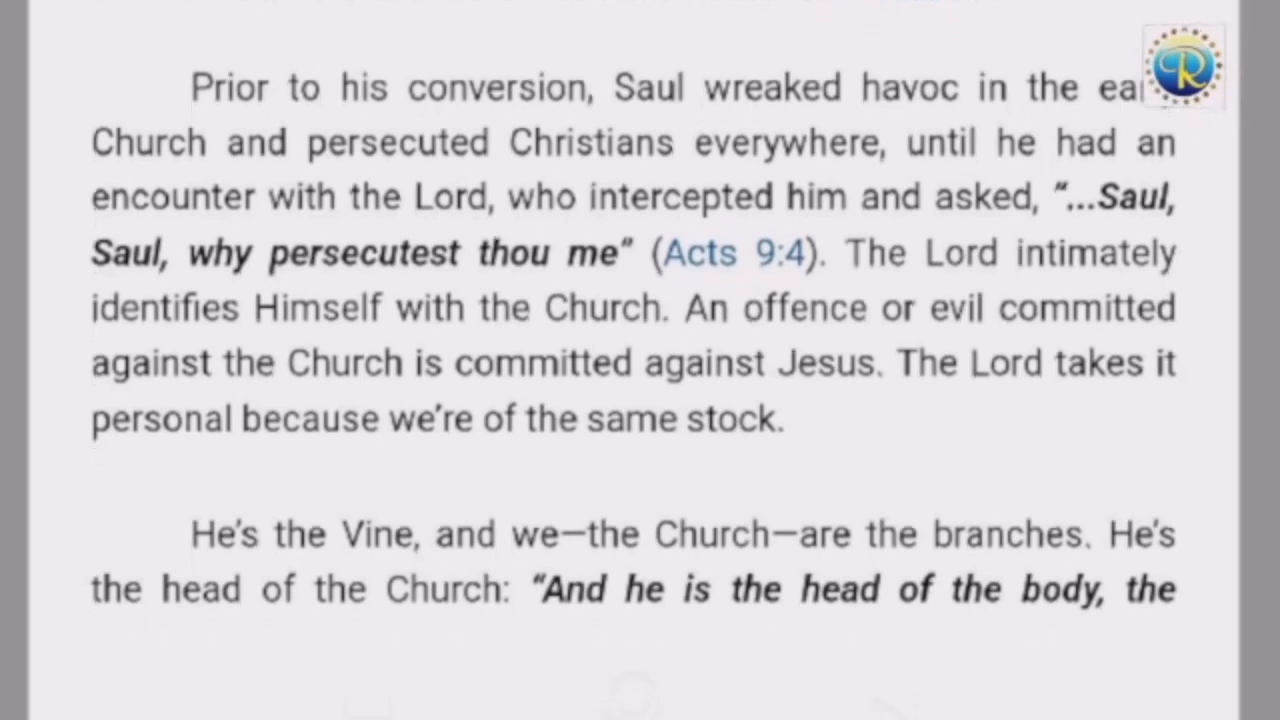 Prior to his conversion, Saul wreaked havoc in the
Church and persecuted Christians everywhere, until he had an
encounter with the Lord, who intercepted him and asked, “...Saul,
Saul, why persecutest thou me” (Acts 9:4). The Lord intimately
identifies Himself with the Church. An offence or evil committed
against the Church is committed against Jesus. The Lord takes it
personal because we’re of the same stock.
He’s the Vine, and we—the Church—are the branches. He’s
the head of the Church: “And he is the head of the body, the